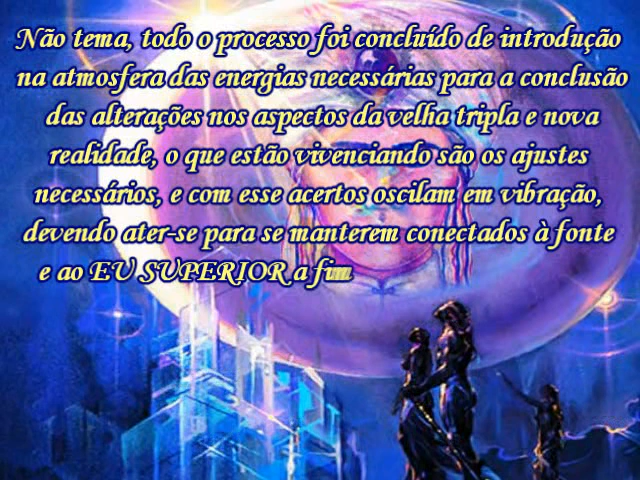 Não tema, todo o processo foi concluído de introdução
na atmosfera das energias necessárias para a conclusão
das alterações nos aspectos da velha tripla e nova
realidade, o que estão vivenciando são os ajustes
necessários, e com esse acertos oscilam em vibração,
devendo ater-se para se manterem conectados à fonte
e ao EU SUPERIOR a fim